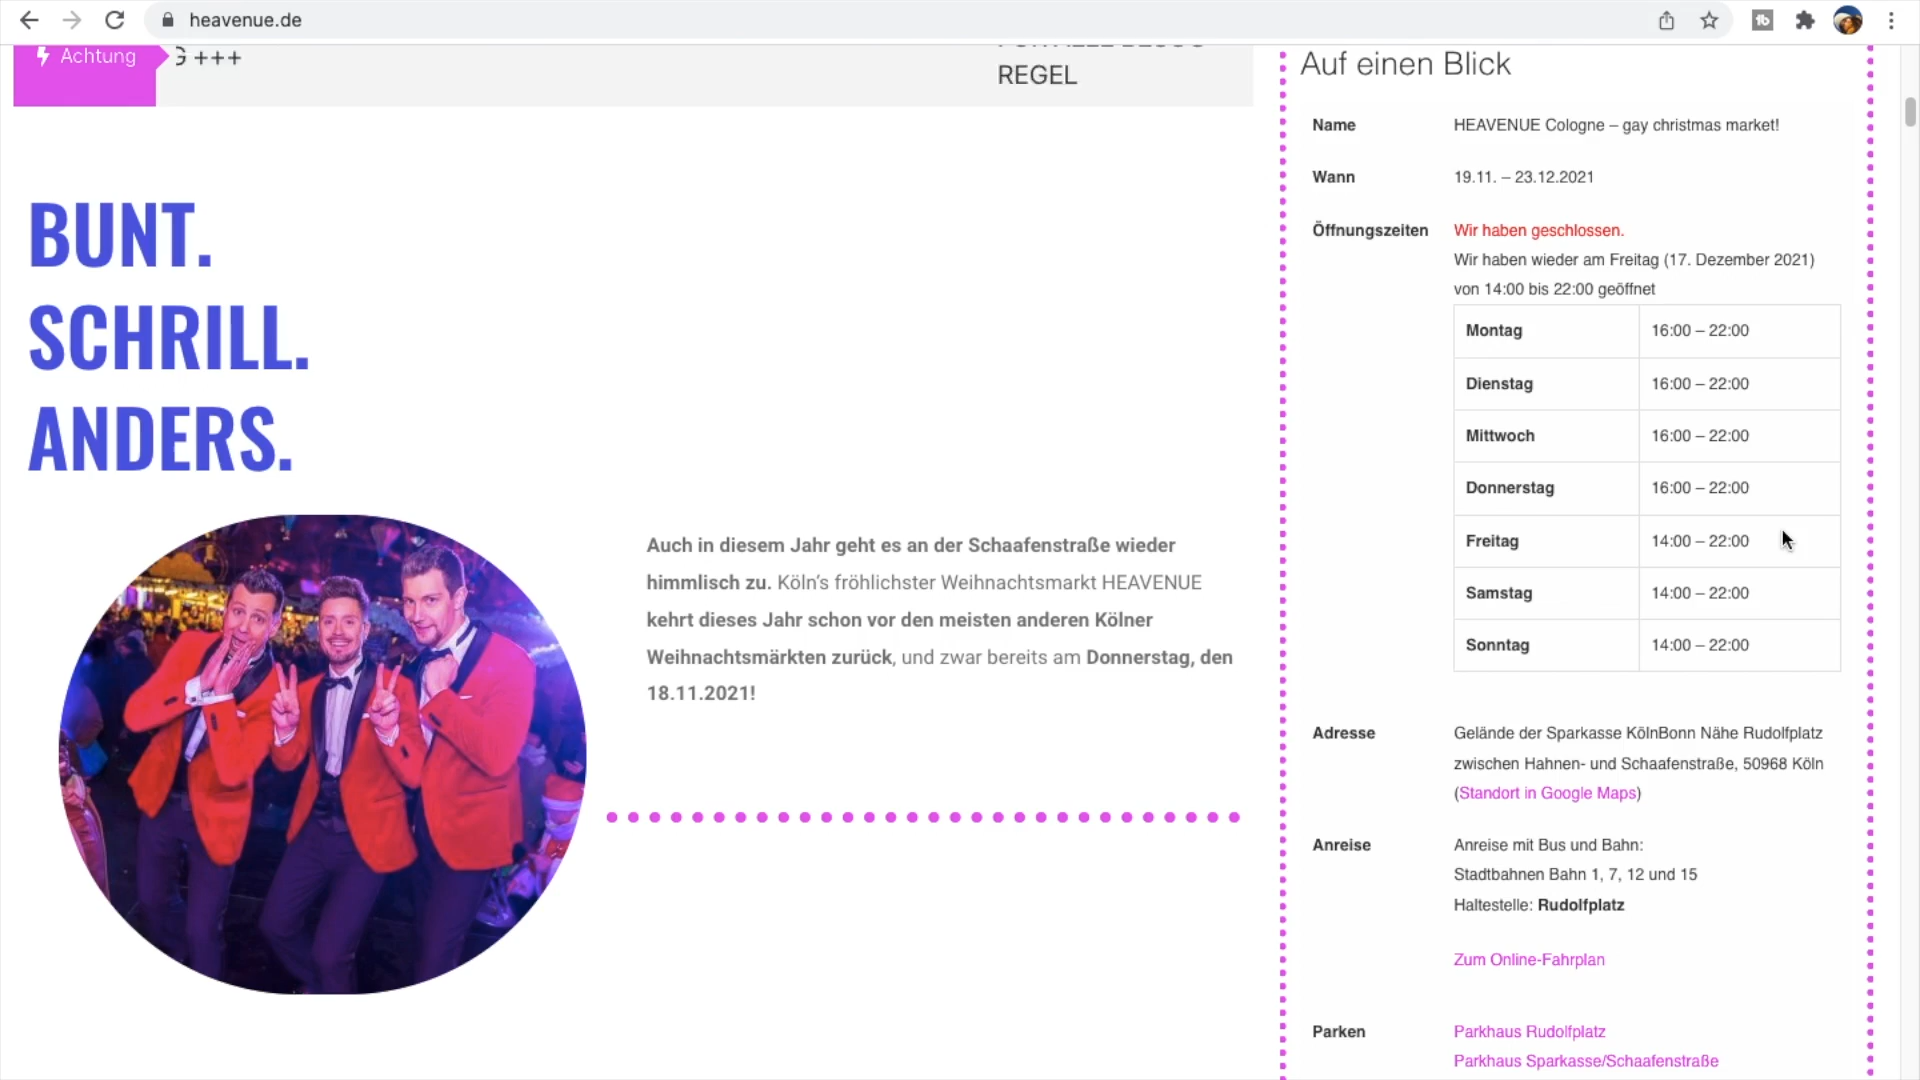 heavenue.de
Achtung
+++
REGEL
BUNT.
SCHRILL.
ANDERS.
Auch in diesem Jahr geht es an der Schaafenstraße wieder
himmlisch zu. Köln’s fröhlichster Weihnachtsmarkt HEAVENUE
kehrt dieses Jahr schon vor den meisten anderen Kölner
Weihnachtsmärkten zurück, und zwar bereits am Donnerstag, den
18.11.2021!
Auf einen Blick
Name HEAVENUE Cologne – gay christmas market!
Wann 19.11. – 23.12.2021
Öffnungszeiten Wir haben geschlossen.
Wir haben wieder am Freitag (17. Dezember 2021)
von 14:00 bis 22:00 geöffnet
Montag 16:00 – 22:00
Dienstag 16:00 – 22:00
Mittwoch 16:00 – 22:00
Donnerstag 16:00 – 22:00
Freitag 14:00 – 22:00
Samstag 14:00 – 22:00
Sonntag 14:00 – 22:00
Adresse Gelände der Sparkasse KölnBonn Nähe Rudolfplatz
zwischen Hahnen- und Schaafenstraße, 50968 Köln
(Standort in Google Maps)
Anreise Anreise mit Bus und Bahn:
Stadtbahnen Bahn 1, 7, 12 und 15
Haltestelle: Rudolfplatz
Zum Online-Fahrplan
Parken Parkhaus Rudolfplatz
Parkhaus Sparkasse/Schaafenstraße